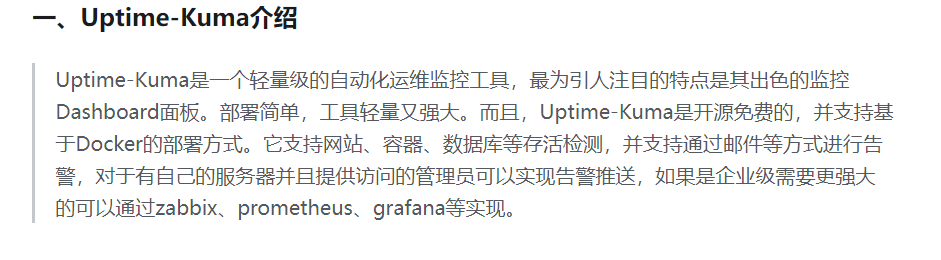 一、Uptime-Kuma介绍
Uptime-Kuma是一个轻量级的自动化运维监控工具，最为引人注目的特点是其出色的监控
Dashboard面板。部署简单，工具轻量又强大。而且，Uptime-Kuma是开源免费的，并支持基
于Docker的部署方式。它支持网站、容器、数据库等存活检测，并支持通过邮件等方式进行告
警，对于有自己的服务器并且提供访问的管理员可以实现告警推送，如果是企业级需要更强大
的可以通过zabbix、prometheus、grafana等实现。